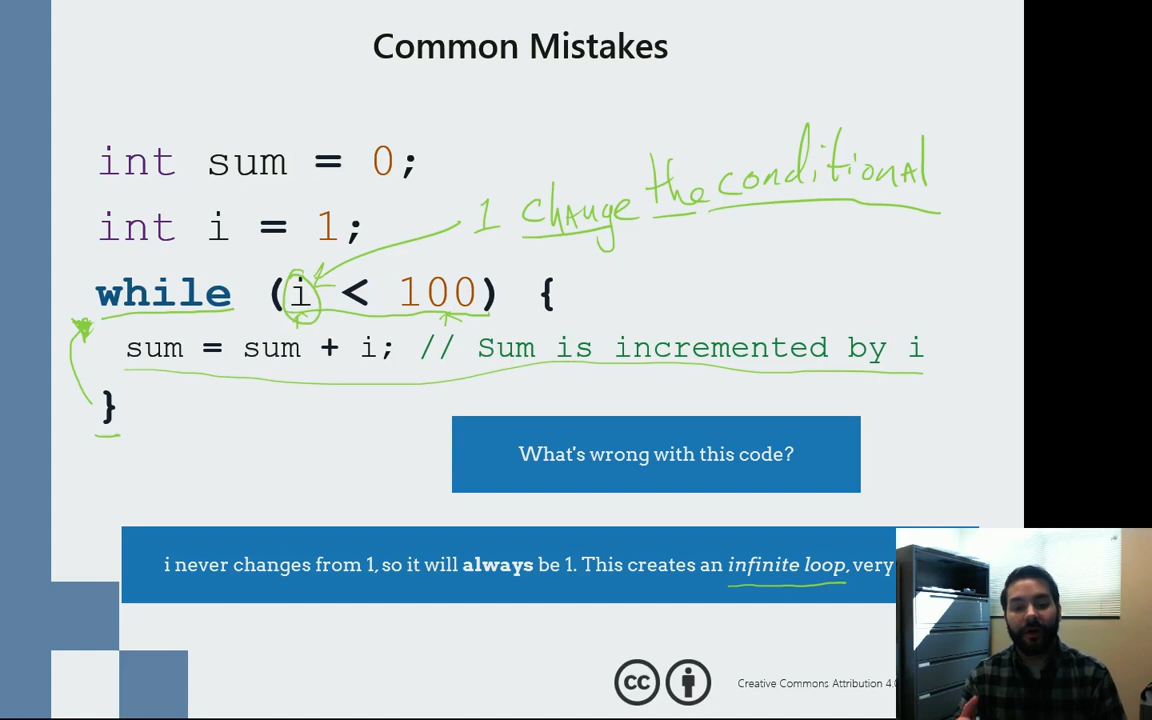 Common Mistakes
int sum = 0;
1 change the conditional
int i = 1;
while (i < 100) {
sum = sum + i; // Sum is incremented by i
}
What's wrong with this code?
i never changes from 1, so it will always be 1. This creates an infinite loop, very
cc
Creative Commons Attribution 4.0